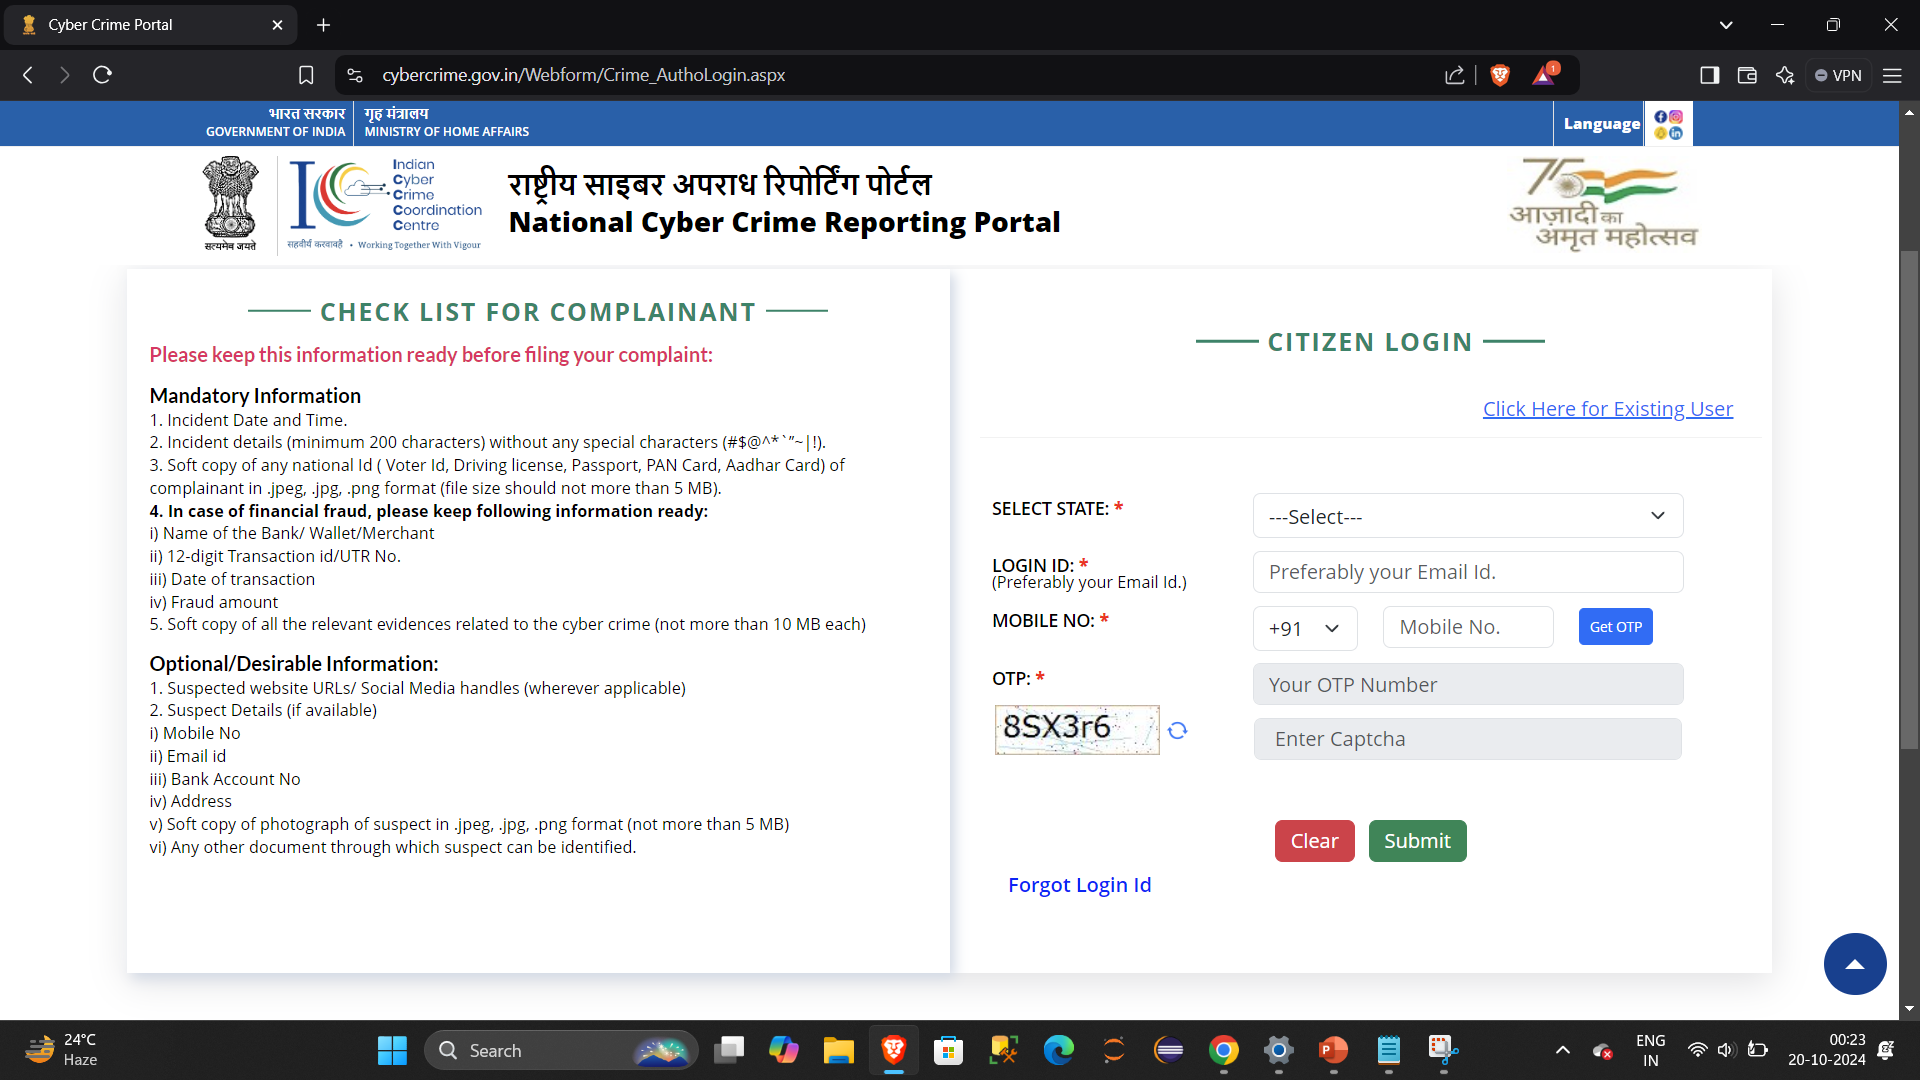 Cyber Crime Portal
cybercrime.gov.in/Webform/Crime_AuthoLogin.aspx
1
VPN
भारत सरकार
GOVERNMENT OF INDIA
गृह मंत्रालय
MINISTRY OF HOME AFFAIRS
Language
सत्यमेव जयते
Indian
Cyber
Crime
Coordination
Centre
सहवीर्यं करवावहै • Working Together With Vigour
राष्ट्रीय साइबर अपराध रिपोर्टिंग पोर्टल
National Cyber Crime Reporting Portal
75
आज़ादी का
अमृत महोत्सव
CHECK LIST FOR COMPLAINANT
Please keep this information ready before filing your complaint:
Mandatory Information
1. Incident Date and Time.
2. Incident details (minimum 200 characters) without any special characters (#$@^*`”~|!).
3. Soft copy of any national Id ( Voter Id, Driving license, Passport, PAN Card, Aadhar Card) of
complainant in .jpeg, .jpg, .png format (file size should not more than 5 MB).
4. In case of financial fraud, please keep following information ready:
i) Name of the Bank/ Wallet/Merchant
ii) 12-digit Transaction id/UTR No.
iii) Date of transaction
iv) Fraud amount
5. Soft copy of all the relevant evidences related to the cyber crime (not more than 10 MB each)
Optional/Desirable Information:
1. Suspected website URLs/ Social Media handles (wherever applicable)
2. Suspect Details (if available)
i) Mobile No
ii) Email id
iii) Bank Account No
iv) Address
v) Soft copy of photograph of suspect in .jpeg, .jpg, .png format (not more than 5 MB)
vi) Any other document through which suspect can be identified.
CITIZEN LOGIN
Click Here for Existing User
SELECT STATE: *
---Select---
LOGIN ID: *
(Preferably your Email Id.)
Preferably your Email Id.
MOBILE NO: *
+91
Mobile No.
Get OTP
OTP: *
Your OTP Number
8SX3r6
Enter Captcha
Clear
Submit
Forgot Login Id
24°C
Haze
Search
ENG
IN
00:23
20-10-2024